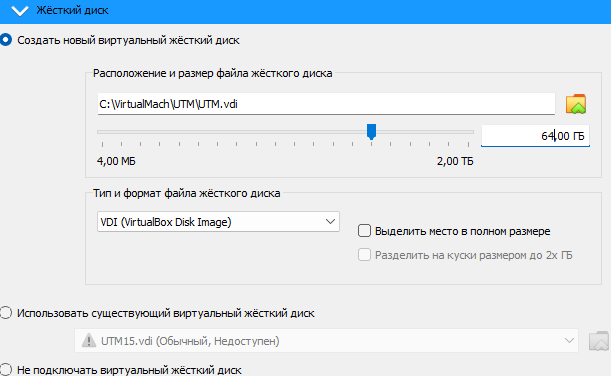 Жёсткий диск
Создать новый виртуальный жёсткий диск
Расположение и размер файла жёсткого диска
C:\VirtualMach\UTM\UTM.vdi
64,00 ГБ
4,00 МБ 2,00 ТБ
Тип и формат файла жёсткого диска
VDI (VirtualBox Disk Image)
Выделить место в полном размере
Разделить на куски размером до 2х ГБ
Использовать существующий виртуальный жёсткий диск
UTM15.vdi (Обычный, Недоступен)
Не подключать виртуальный жёсткий диск